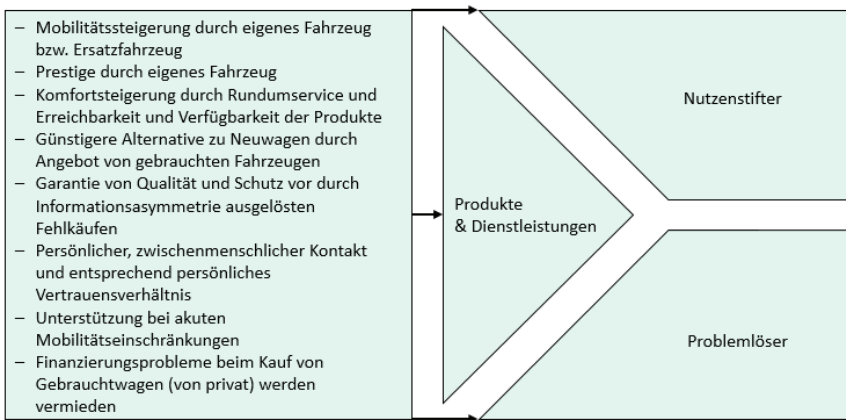 – Mobilitätssteigerung durch eigenes Fahrzeug
bzw. Ersatzfahrzeug
– Prestige durch eigenes Fahrzeug
– Komfortsteigerung durch Rundumservice und
Erreichbarkeit und Verfügbarkeit der Produkte
– Günstigere Alternative zu Neuwagen durch
Angebot von gebrauchten Fahrzeugen
– Garantie von Qualität und Schutz vor durch
Informationsasymmetrie ausgelösten
Fehlkäufen
– Persönlicher, zwischenmenschlicher Kontakt
und entsprechend persönliches
Vertrauensverhältnis
– Unterstützung bei akuten
Mobilitätseinschränkungen
– Finanzierungsprobleme beim Kauf von
Gebrauchtwagen (von privat) werden
vermieden
Produkte
& Dienstleistungen
Nutzenstifter
Problemlöser